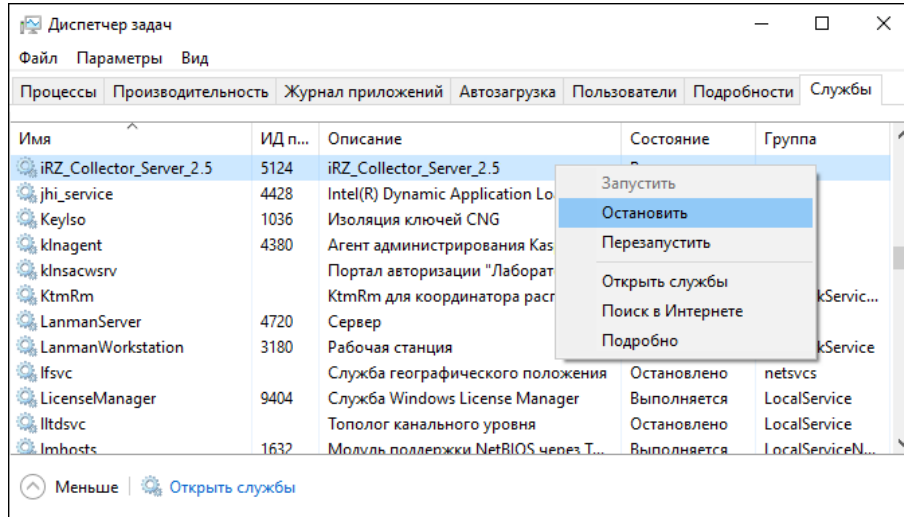 Диспетчер задач
Файл Параметры Вид
Процессы Производительность Журнал приложений Автозагрузка Пользователи Подробности Службы
Имя ИД п... Описание Состояние Группа
iRZ_Collector_Server_2.5 5124 iRZ_Collector_Server_2.5
jhi_service 4428 Intel(R) Dynamic Application Lo
KeyIso 1036 Изоляция ключей CNG
klnagent 4380 Агент администрирования Kas
klnsacwsrv Портал авторизации "Лаборат
KtmRm KtmRm для координатора расп kServic...
LanmanServer 4720 Сервер
LanmanWorkstation 3180 Рабочая станция kService
lfsvc Служба географического положения Остановлено netsvcs
LicenseManager 9404 Служба Windows License Manager Выполняется LocalService
lltdsvc Тополог канального уровня Остановлено LocalService
lmhosts 1632 Модуль поддержки NetBIOS через T... Выполняется LocalServiceN...
Запустить
Остановить
Перезапустить
Открыть службы
Поиск в Интернете
Подробно
Меньше Открыть службы